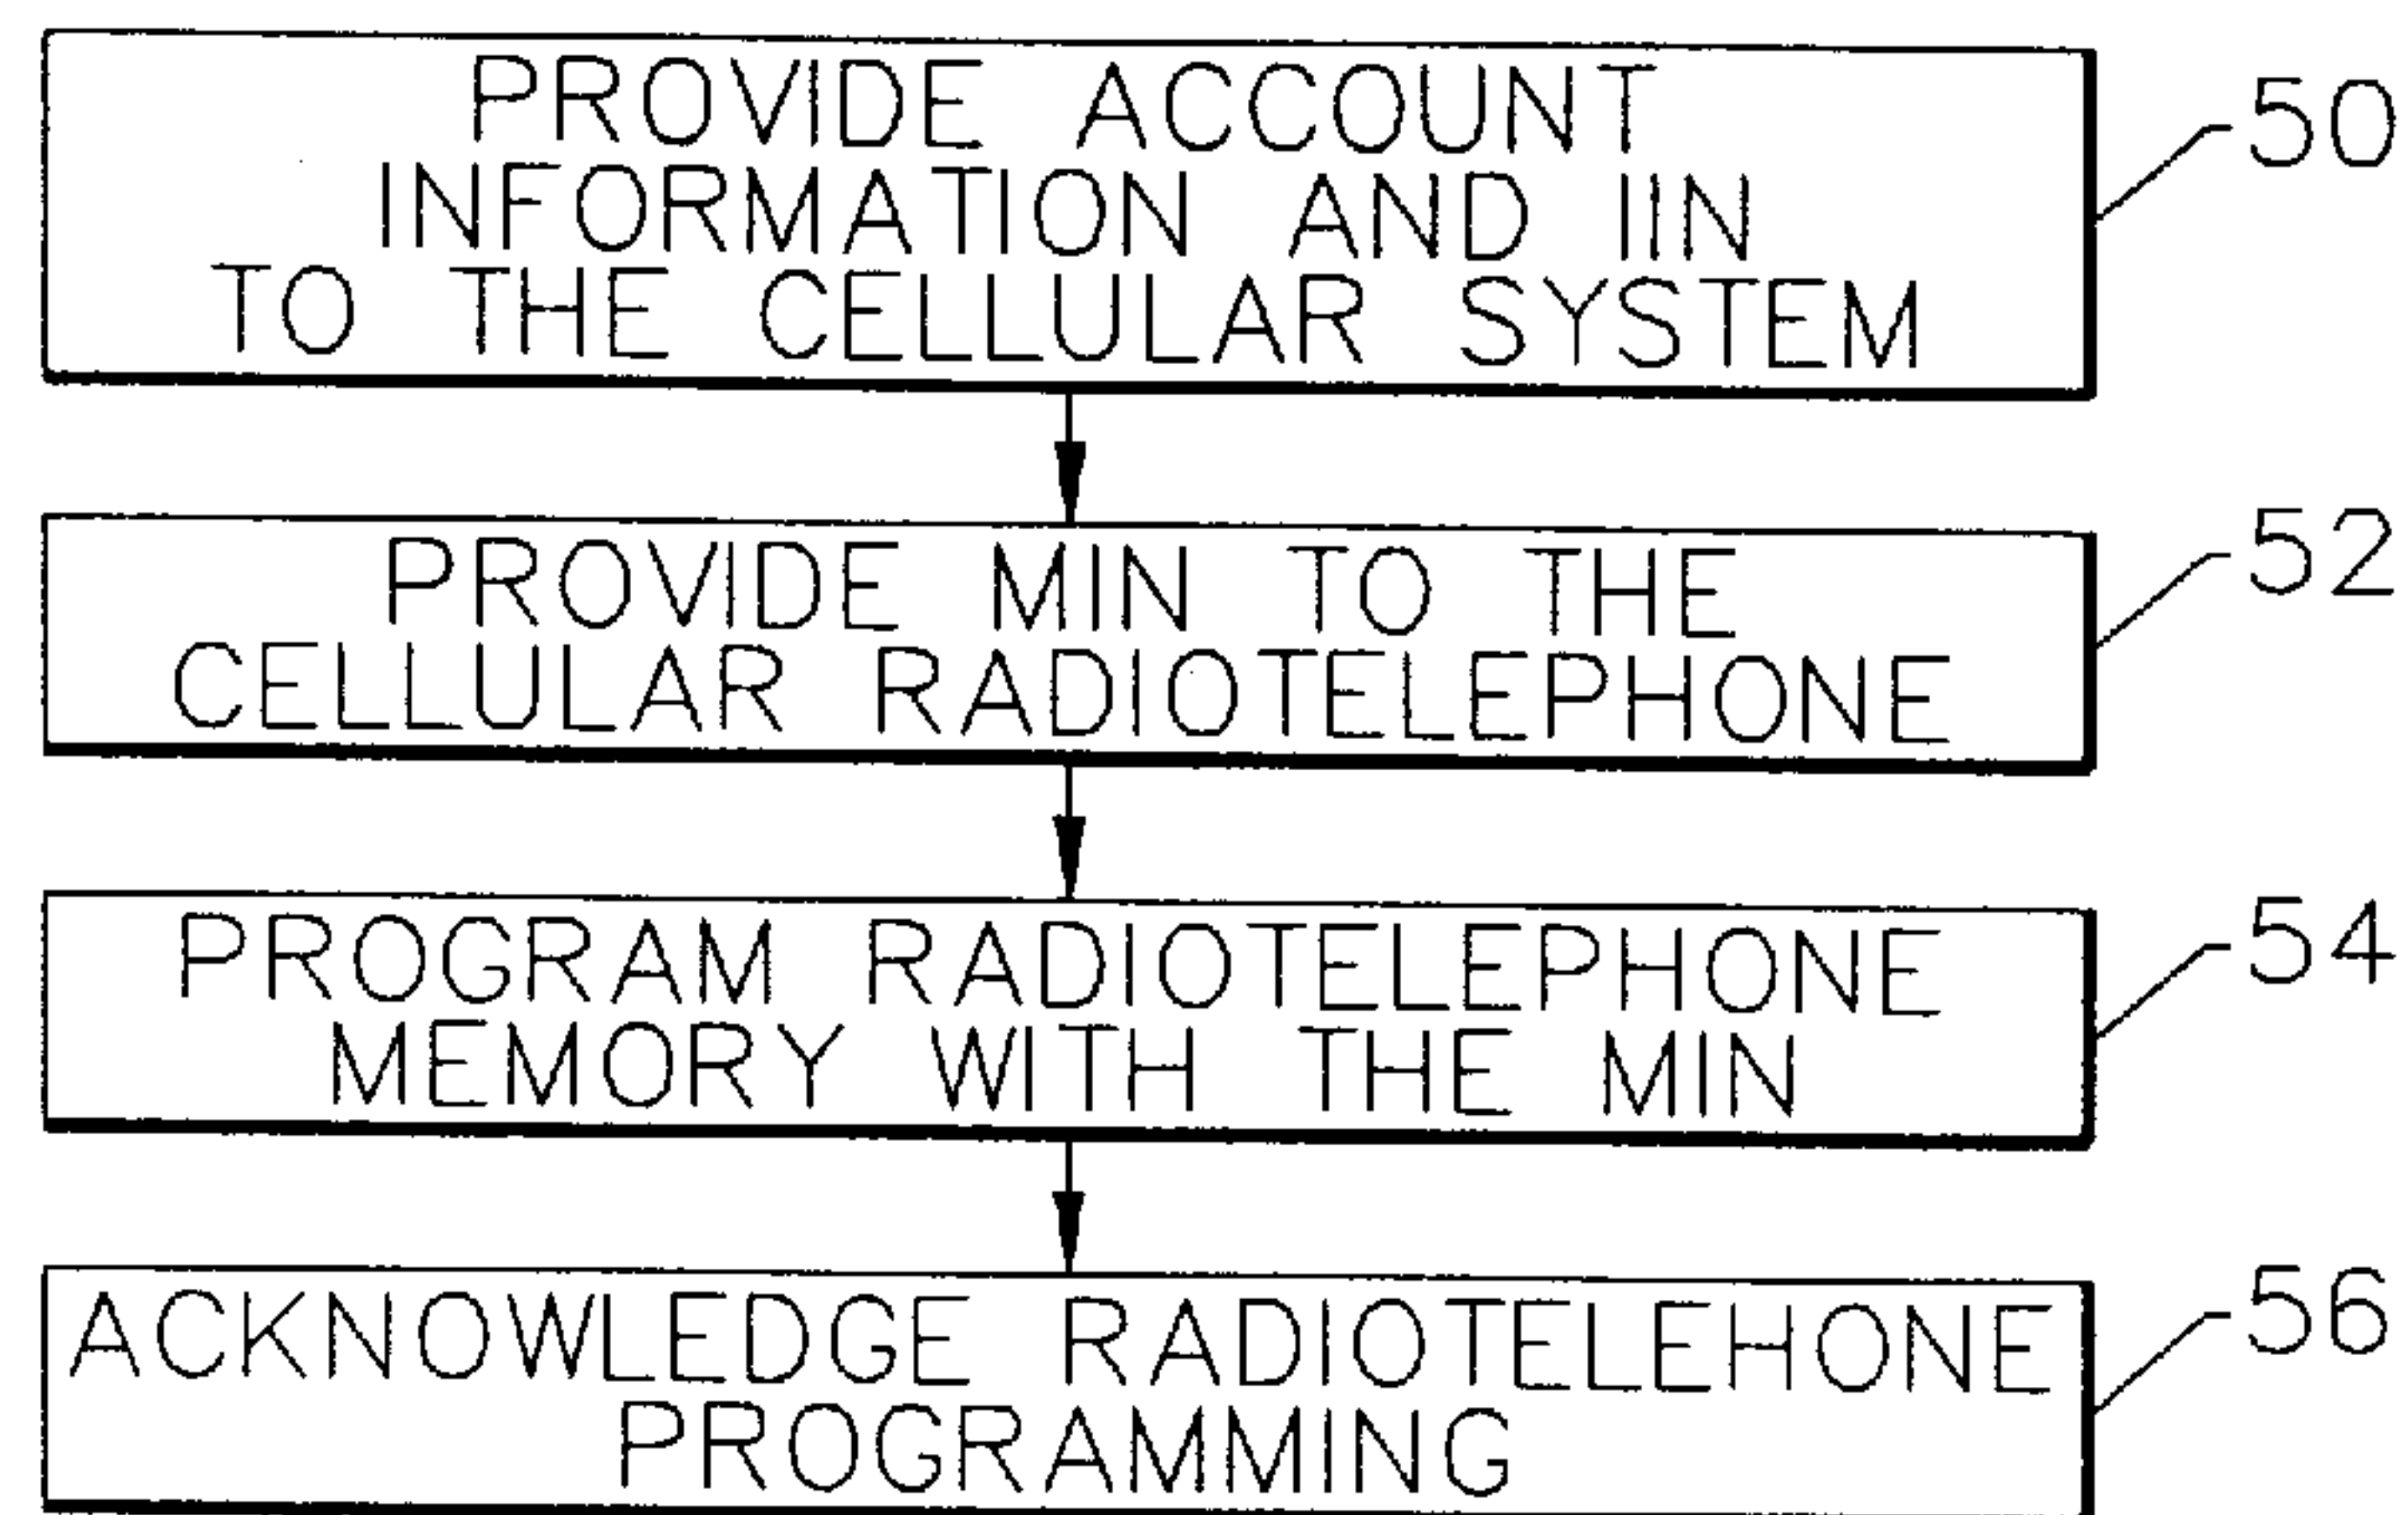 PROVIDE ACCOUNT
INFORMATION AND IIN
TO THE CELLULAR SYSTEM
50
PROVIDE MIN TO THE
CELLULAR RADIOTELEPHONE
52
PROGRAM RADIOTELEPHONE
MEMORY WITH THE MIN
54
ACKNOWLEDGE RADIOTELEHONE
PROGRAMMING
56